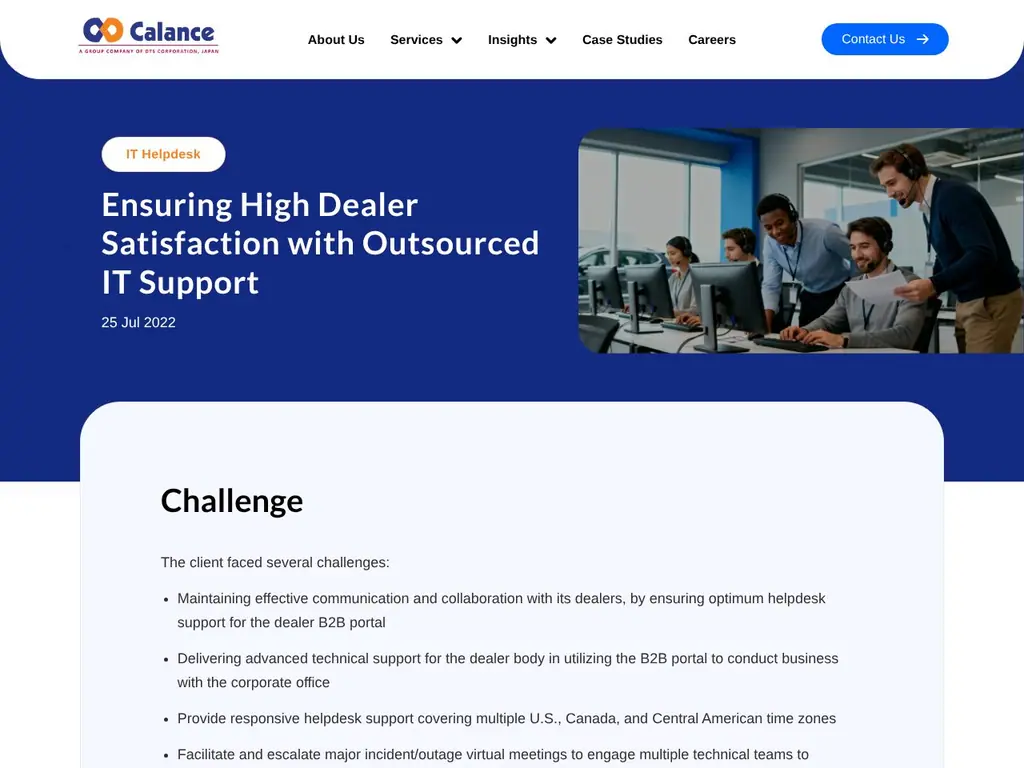 Calance
A GROUP COMPANY OF DTS CORPORATION, JAPAN
About Us
Services
Insights
Case Studies
Careers
Contact Us
IT Helpdesk
Ensuring High Dealer
Satisfaction with Outsourced
IT Support
25 Jul 2022
Challenge
The client faced several challenges:
• Maintaining effective communication and collaboration with its dealers, by ensuring optimum helpdesk
support for the dealer B2B portal
• Delivering advanced technical support for the dealer body in utilizing the B2B portal to conduct business
with the corporate office
• Provide responsive helpdesk support covering multiple U.S., Canada, and Central American time zones
• Facilitate and escalate major incident/outage virtual meetings to engage multiple technical teams to